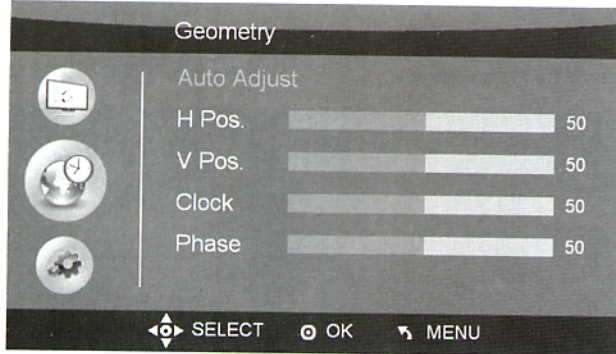 Geometry
Auto Adjust
H Pos. 50
V Pos. 50
Clock 50
Phase 50
SELECT OK MENU